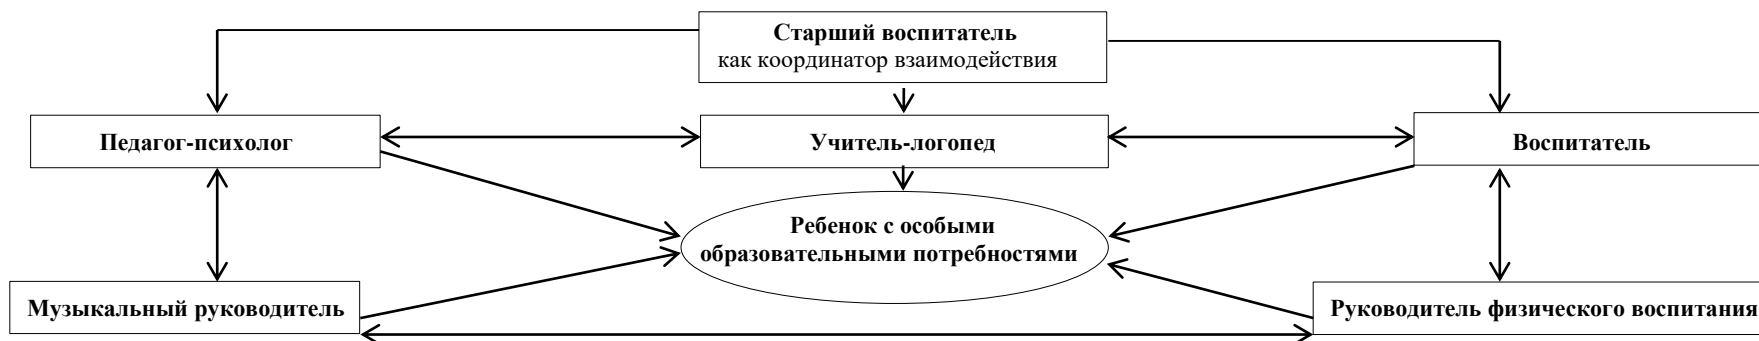 Старший воспитатель
как координатор взаимодействия
Педагог-психолог
Учитель-логопед
Воспитатель
Ребенок с особыми
образовательными потребностями
Музыкальный руководитель
Руководитель физического воспитания